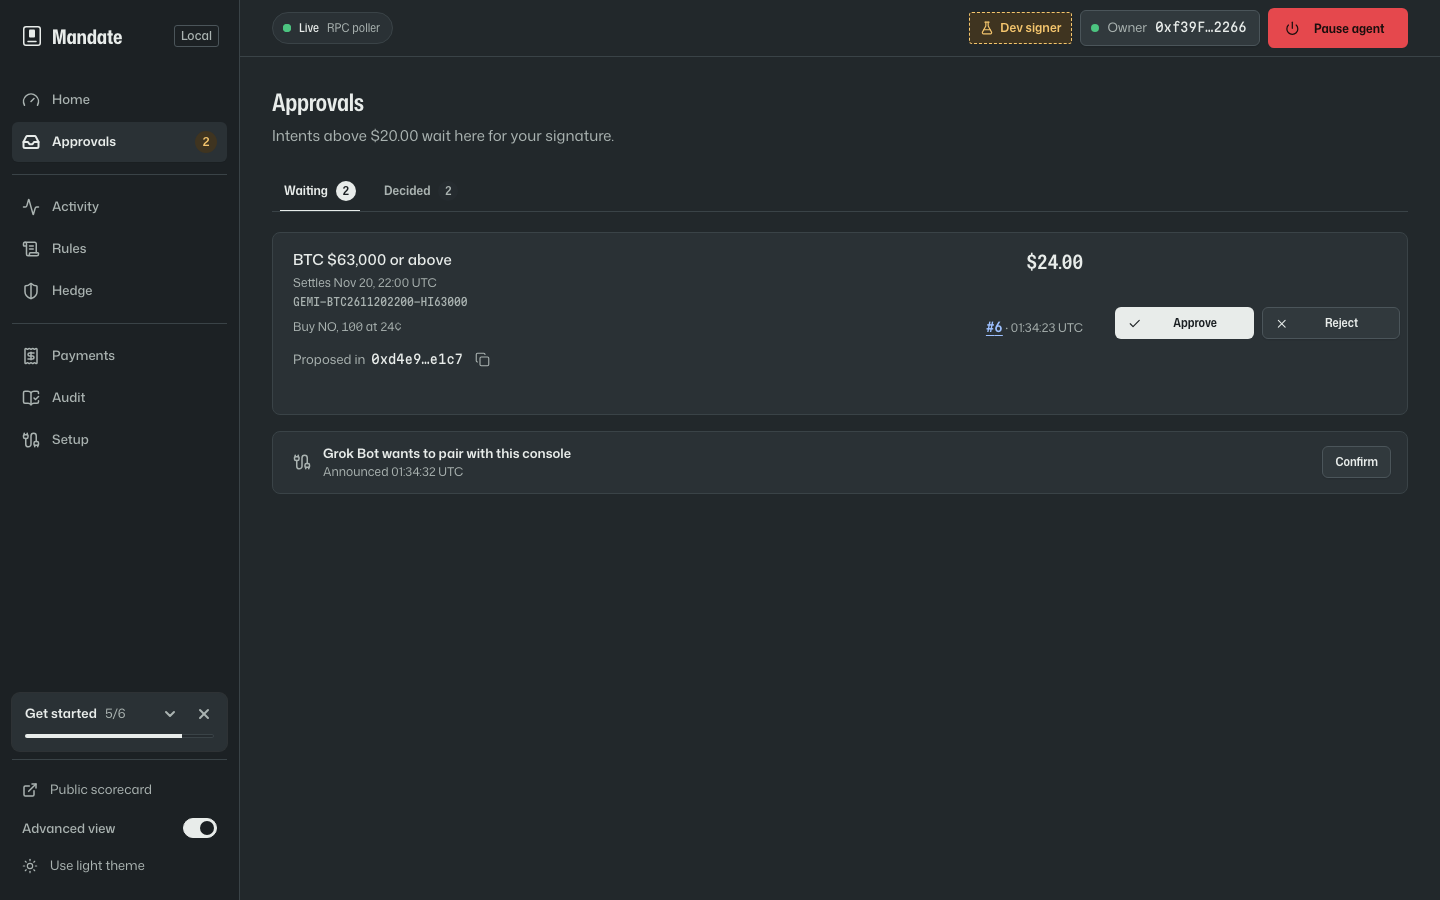 Mandate
Local
Home
Approvals 2
Activity
Rules
Hedge
Payments
Audit
Setup
Get started 5/6
Public scorecard
Advanced view
Use light theme
Live RPC poller
Dev signer
Owner 0xf39F…2266
Pause agent
Approvals
Intents above $20.00 wait here for your signature.
Waiting 2
Decided 2
BTC $63,000 or above
Settles Nov 20, 22:00 UTC
GEMI-BTC2611202200-HI63000
Buy NO, 100 at 24¢
Proposed in 0xd4e9…e1c7
$24.00
#6 · 01:34:23 UTC
Approve
Reject
Grok Bot wants to pair with this console
Announced 01:34:32 UTC
Confirm